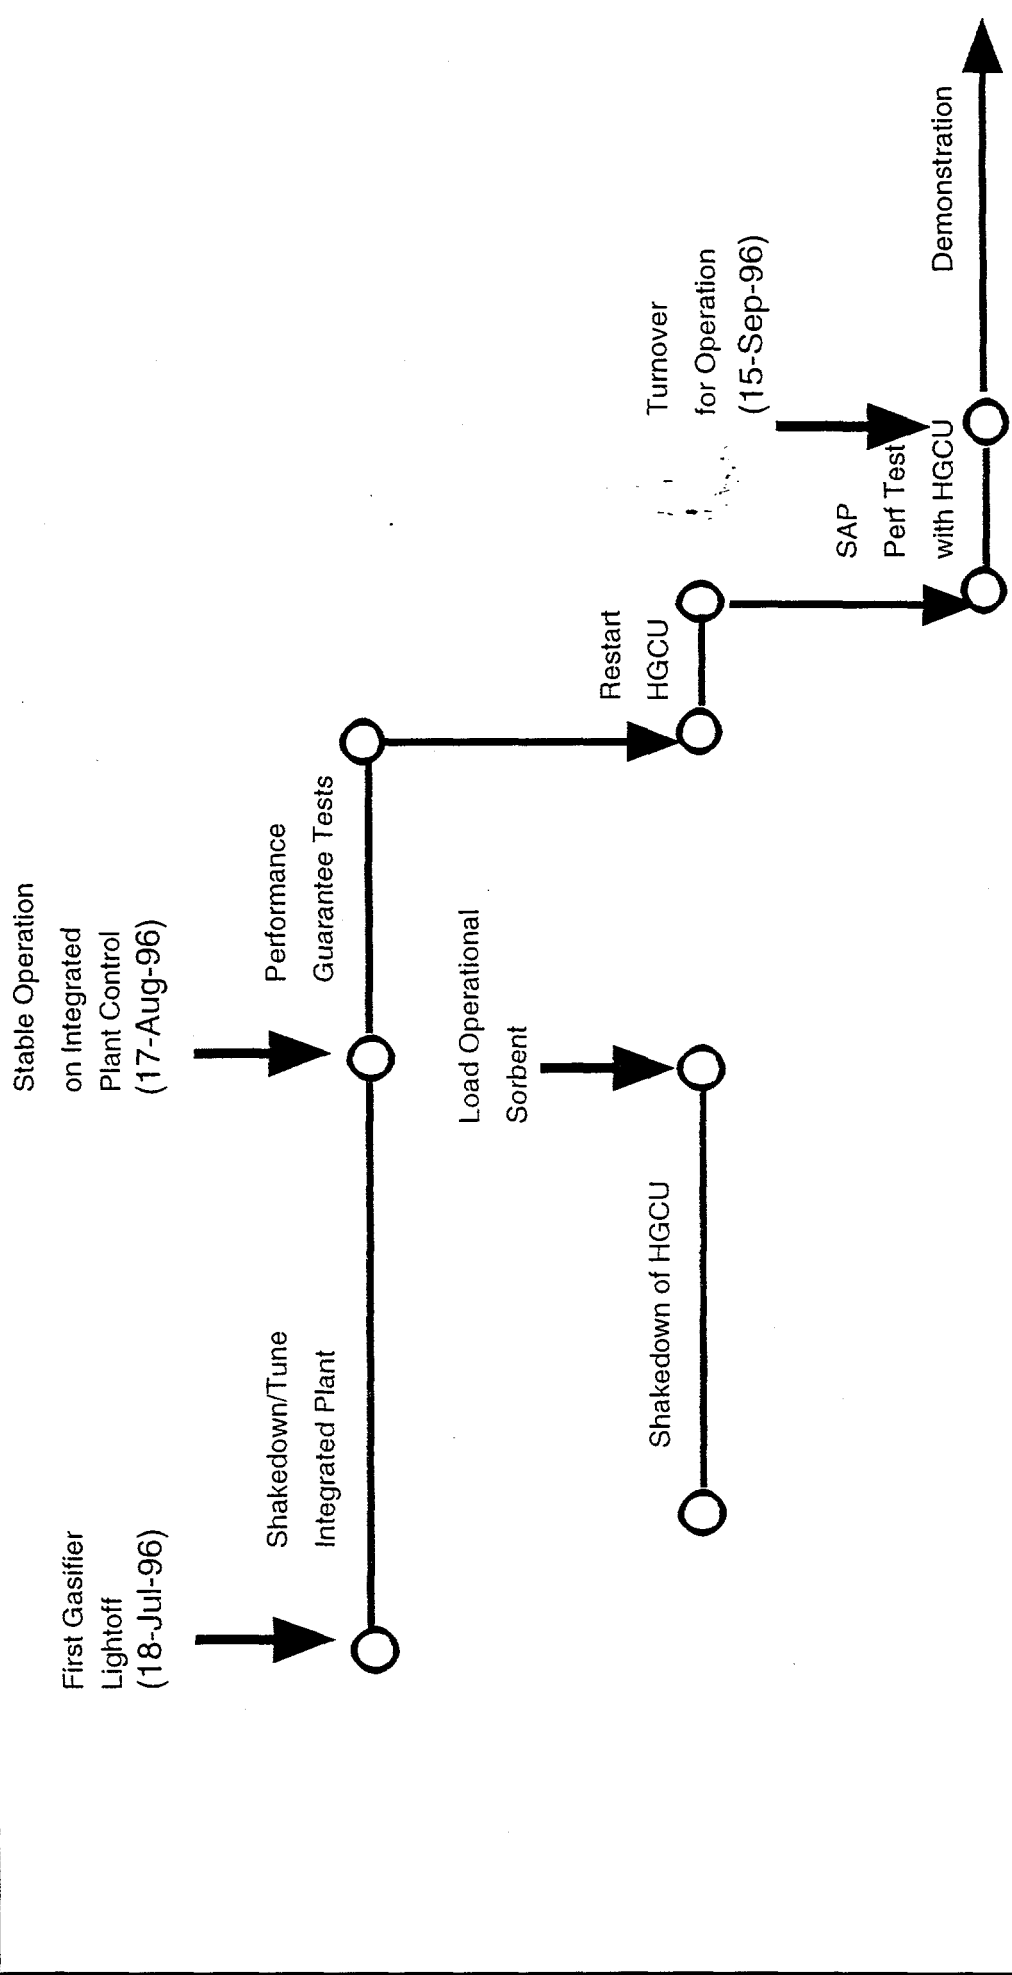 First Gasifier
Lightoff
(18-Jul-96)
Stable Operation
on Integrated
Plant Control
(17-Aug-96)
Shakedown/Tune
Integrated Plant
Performance
Guarantee Tests
Load Operational
Sorbent
Shakedown of HGCU
Restart
HGCU
Turnover
for Operation
(15-Sep-96)
SAP
Perf Test
with HGCU
Demonstration